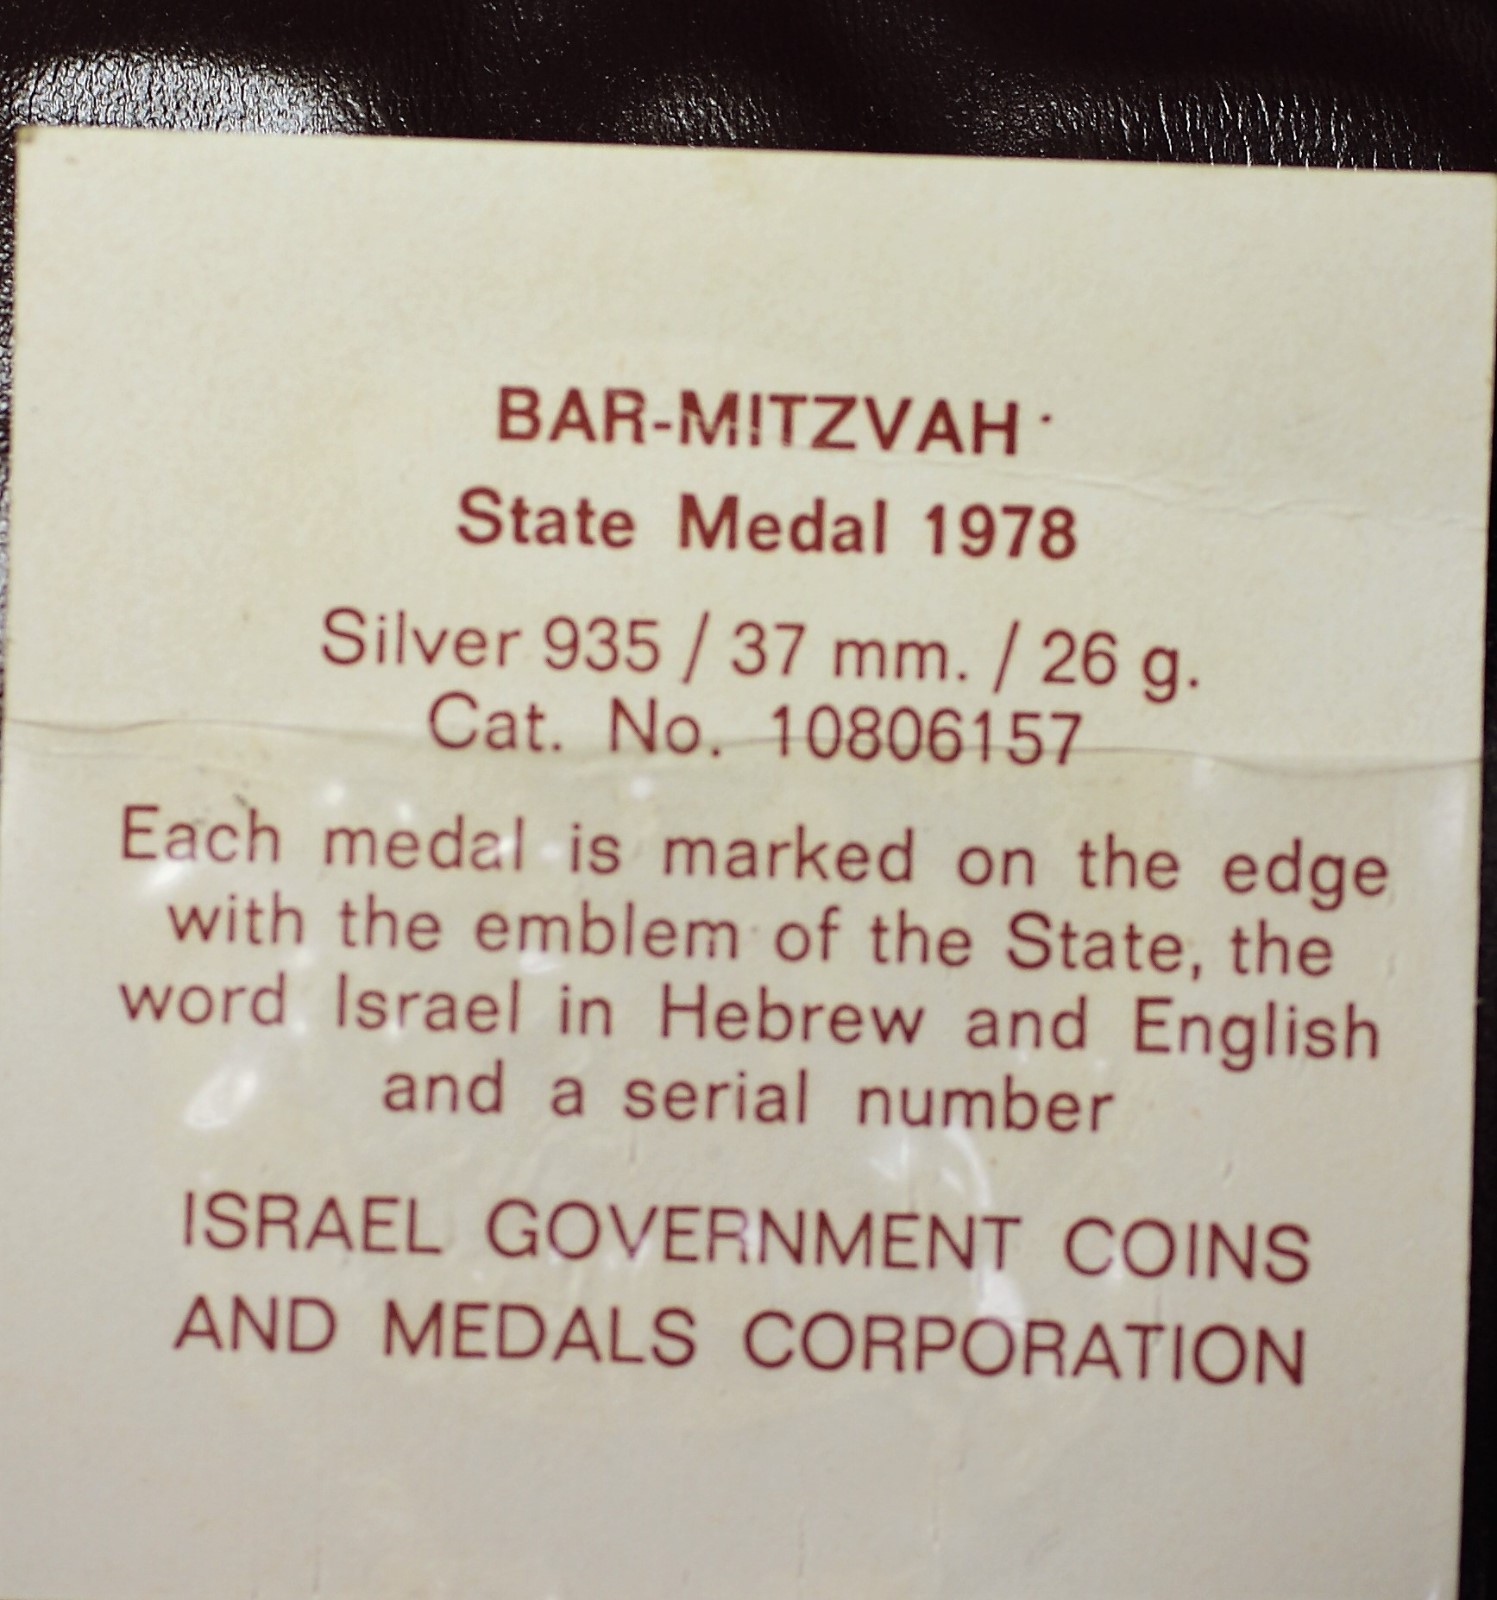 BAR-MITZVAH
State Medal 1978
Silver 935 / 37 mm. / 26 g.
Cat. No. 10806157
Each medal is marked on the edge
with the emblem of the State, the
word Israel in Hebrew and English
and a serial number
ISRAEL GOVERNMENT COINS
AND MEDALS CORPORATION